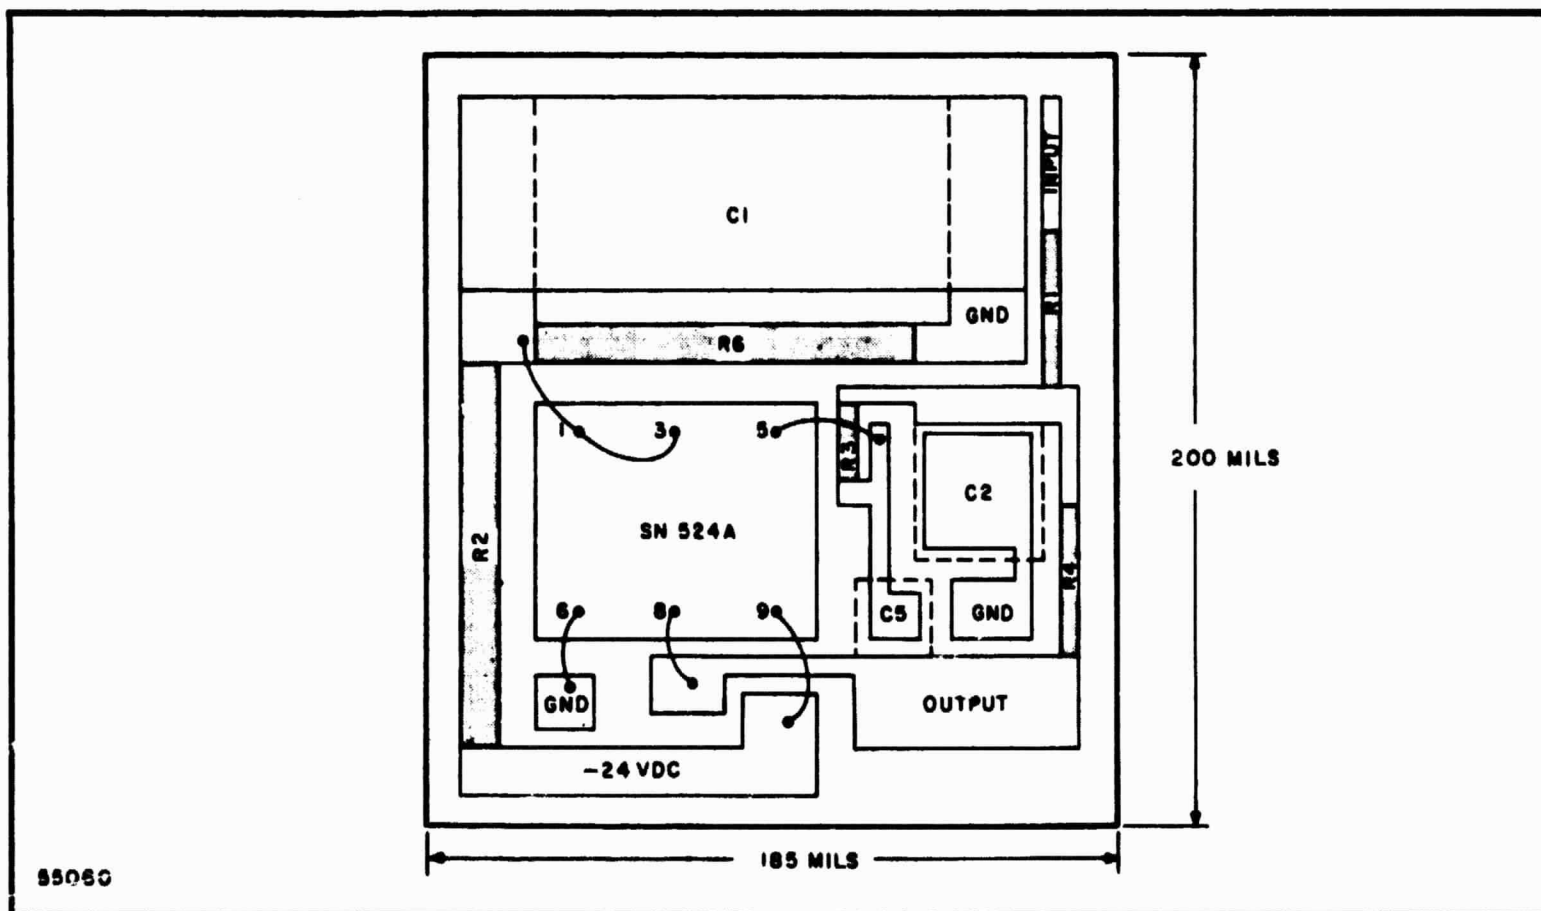 INPUT
C1
R1
GND
R6
1 3 5
R3
200 MILS
C2
SN 524A
R2
R4
6 8 9
C5
GND
GND
OUTPUT
-24 VDC
185 MILS
55060